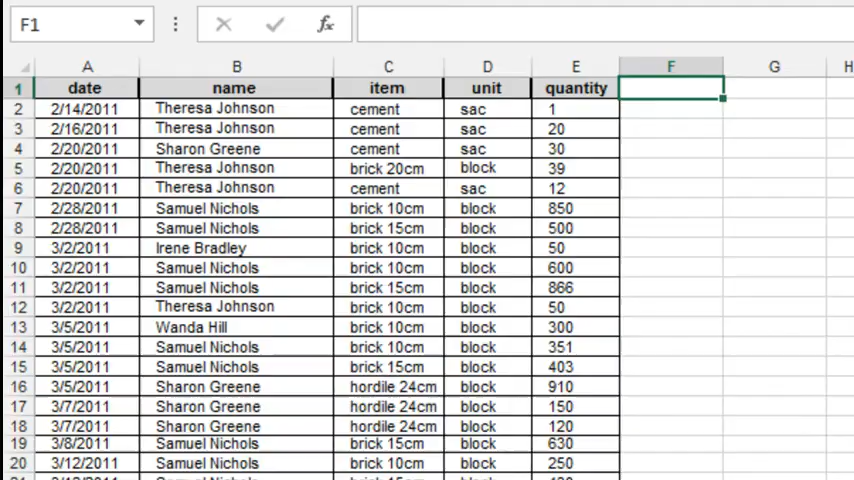 F1 fx
A B C D E F G H
1 date name item unit quantity
2 2/14/2011 Theresa Johnson cement sac 1
3 2/16/2011 Theresa Johnson cement sac 20
4 2/20/2011 Sharon Greene cement sac 30
5 2/20/2011 Theresa Johnson brick 20cm block 39
6 2/20/2011 Theresa Johnson cement sac 12
7 2/28/2011 Samuel Nichols brick 10cm block 850
8 2/28/2011 Samuel Nichols brick 15cm block 500
9 3/2/2011 Irene Bradley brick 10cm block 50
10 3/2/2011 Samuel Nichols brick 10cm block 600
11 3/2/2011 Samuel Nichols brick 15cm block 866
12 3/2/2011 Theresa Johnson brick 10cm block 50
13 3/5/2011 Wanda Hill brick 10cm block 300
14 3/5/2011 Samuel Nichols brick 10cm block 351
15 3/5/2011 Samuel Nichols brick 15cm block 403
16 3/5/2011 Sharon Greene hordile 24cm block 910
17 3/7/2011 Sharon Greene hordile 24cm block 150
18 3/7/2011 Sharon Greene hordile 24cm block 120
19 3/8/2011 Samuel Nichols brick 15cm block 630
20 3/12/2011 Samuel Nichols brick 10cm block 250